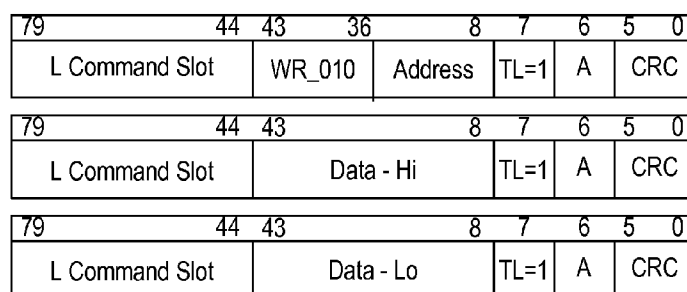 79 44 43 36 8 7 6 5 0
L Command Slot WR_010 Address TL=1 A CRC
79 44 43 8 7 6 5 0
L Command Slot Data - Hi TL=1 A CRC
79 44 43 8 7 6 5 0
L Command Slot Data - Lo TL=1 A CRC